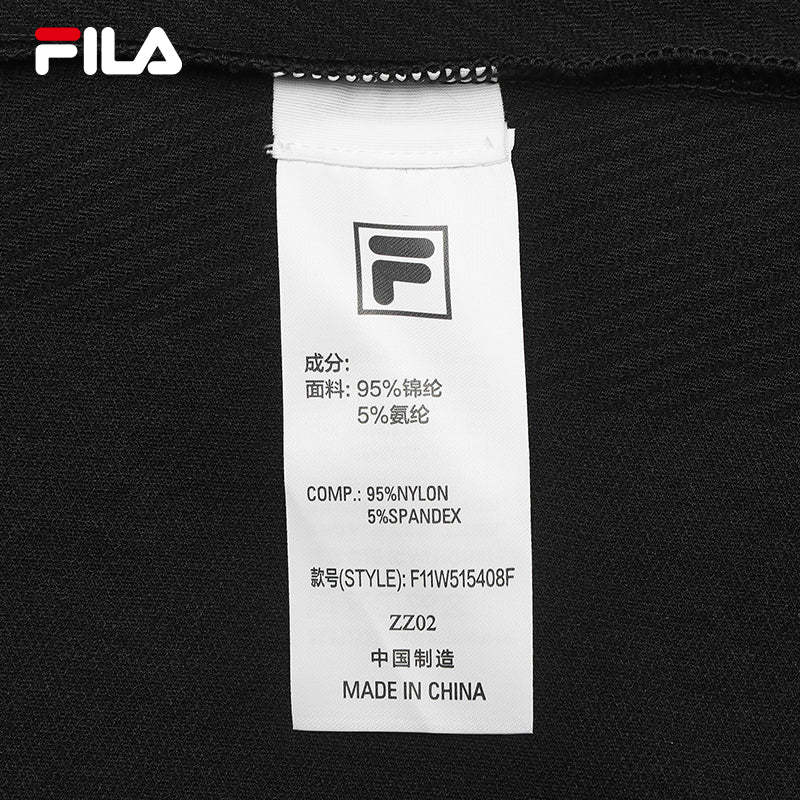 FILA
F
成分:
面料: 95%锦纶
5%氨纶
COMP.: 95%NYLON
5%SPANDEX
款号(STYLE): F11W515408F
ZZ02
中国制造
MADE IN CHINA